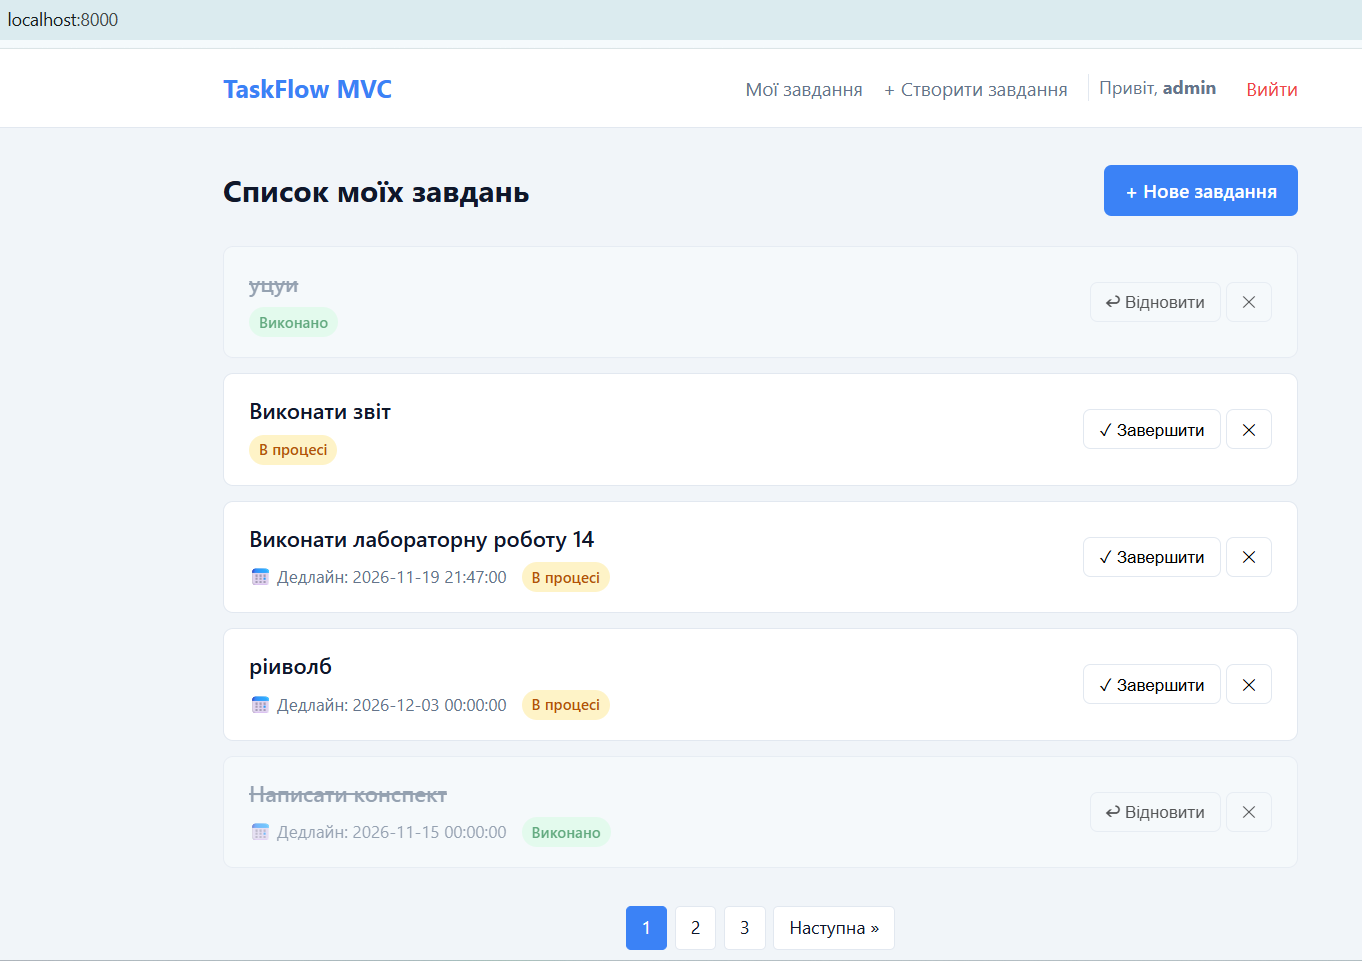 localhost:8000
TaskFlow MVC
Мої завдання + Створити завдання Привіт, admin Вийти
Список моїх завдань
+ Нове завдання
уцуи
Виконано
↩ Відновити ✕
Виконати звіт
В процесі
✓ Завершити ✕
Виконати лабораторну роботу 14
Дедлайн: 2026-11-19 21:47:00 В процесі
✓ Завершити ✕
ріиволб
Дедлайн: 2026-12-03 00:00:00 В процесі
✓ Завершити ✕
Написати конспект
Дедлайн: 2026-11-15 00:00:00 Виконано
↩ Відновити ✕
1 2 3 Наступна »